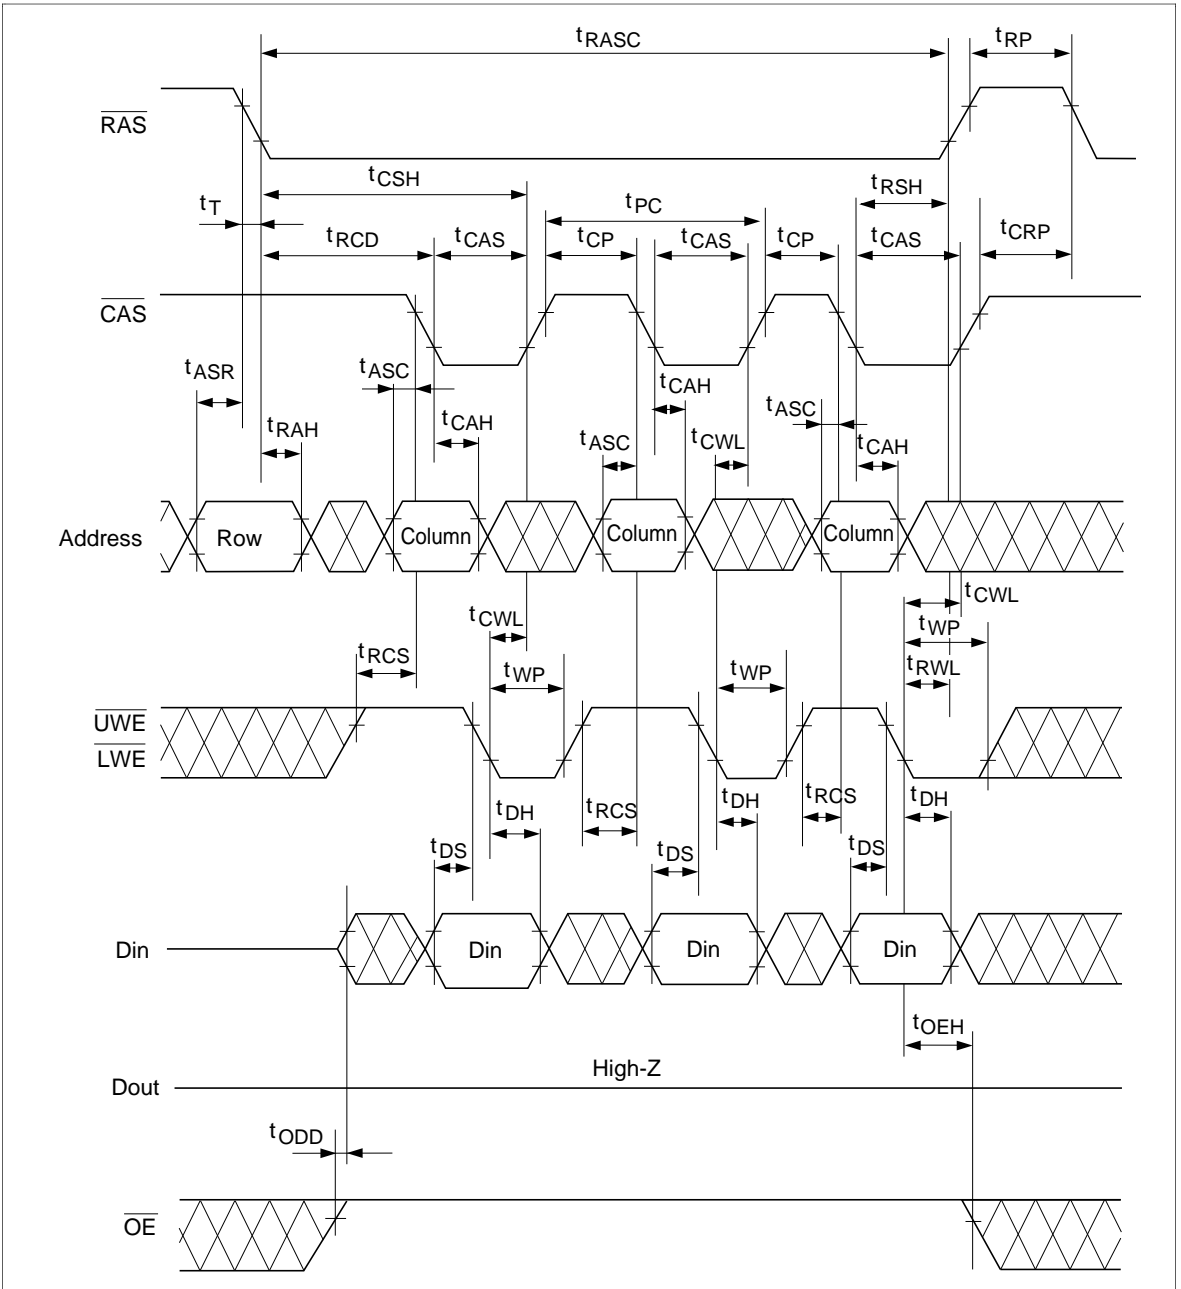 tRASC tRP
RAS
tCSH tRSH
tT tPC
tRCD tCAS tCP tCAS tCP tCAS tCRP
CAS
tASR tASC tCAH
tRAH tCAH tASC tCWL tASC tCAH
Address Row Column Column Column
tCWL tCWL
tRCS tWP tWP tWP
tRWL
UWE
LWE
tDH tRCS tDH tRCS tDH
tDS tDS tDS
Din Din Din Din
tOEH
High-Z
Dout
tODD
OE